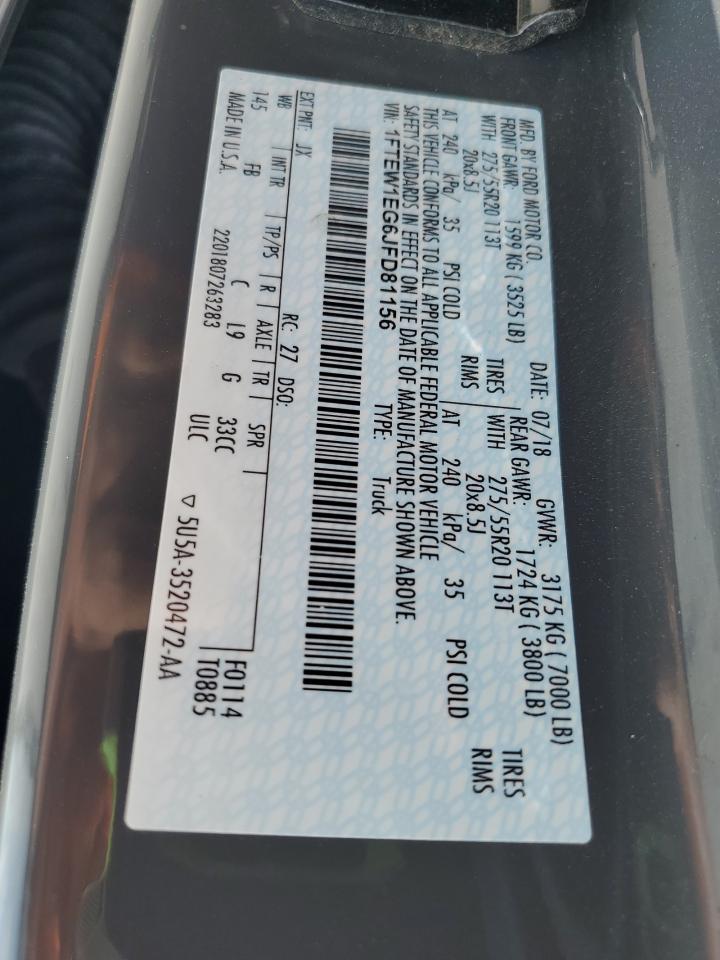 MFD. BY FORD MOTOR CO.
DATE: 07/18 GVWR: 3175 KG ( 7000 LB)
FRONT GAWR: 1599 KG ( 3525 LB) REAR GAWR: 1724 KG ( 3800 LB)
WITH 275/55R20 113T TIRES WITH 275/55R20 113T TIRES
20x8.5J RIMS 20x8.5J RIMS
AT 240 kPa/ 35 PSI COLD AT 240 kPa/ 35 PSI COLD
THIS VEHICLE CONFORMS TO ALL APPLICABLE FEDERAL MOTOR VEHICLE
SAFETY STANDARDS IN EFFECT ON THE DATE OF MANUFACTURE SHOWN ABOVE.
VIN: 1FTEW1EG6JFD81156 TYPE: Truck
EXT PNT: JX RC: 27 DSO: F0114
WB INT TR TP/PS R AXLE TR SPR T0885
145 FB C L9 G 33CC
MADE IN U.S.A. 2201807263283 ULC ▽ 5U5A-3520472-AA